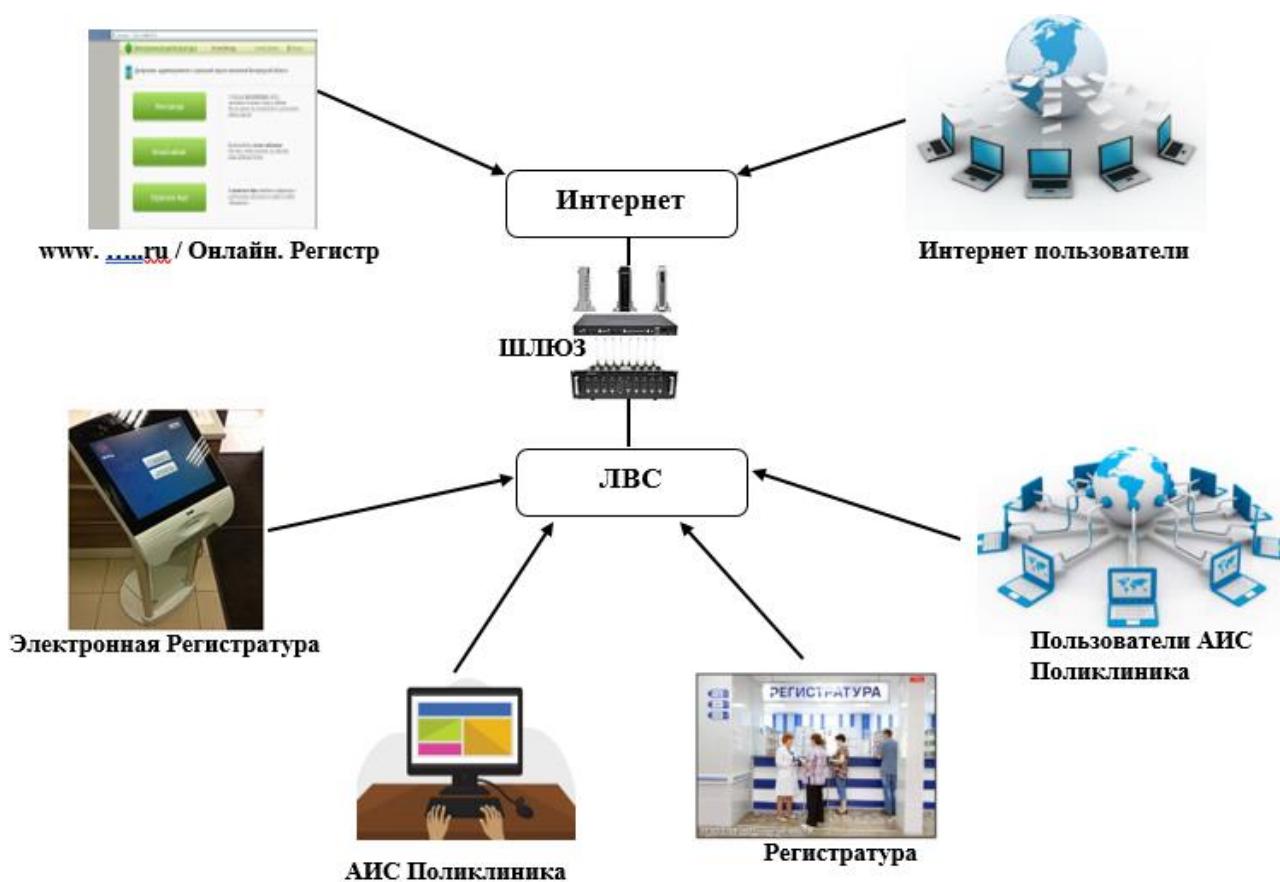 www. .....ru / Онлайн. Регистр
Интернет
Интернет пользователи
ШЛЮЗ
ЛВС
Электронная Регистратура
Пользователи АИС
Поликлиника
РЕГИСТРАТУРА
АИС Поликлиника
Регистратура